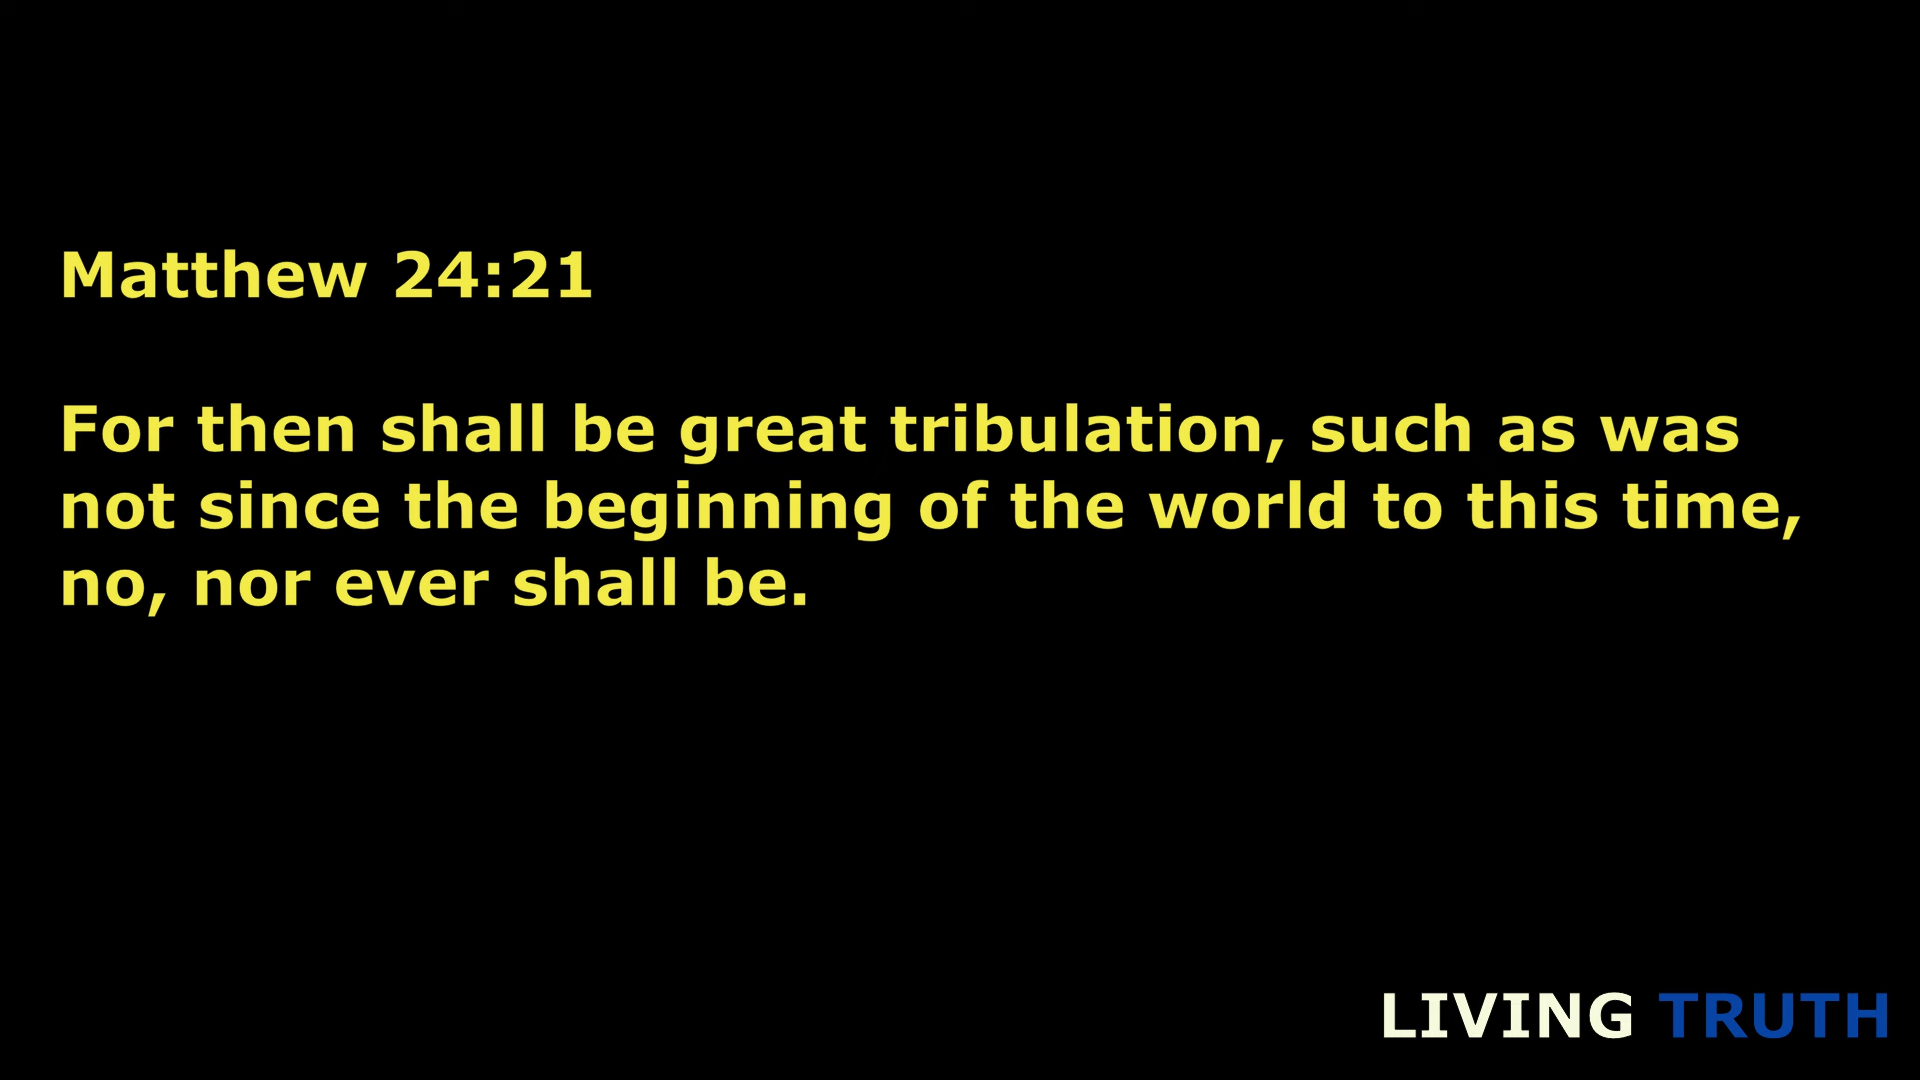 Matthew 24:21
For then shall be great tribulation, such as was
not since the beginning of the world to this time,
no, nor ever shall be.
LIVING TRUTH